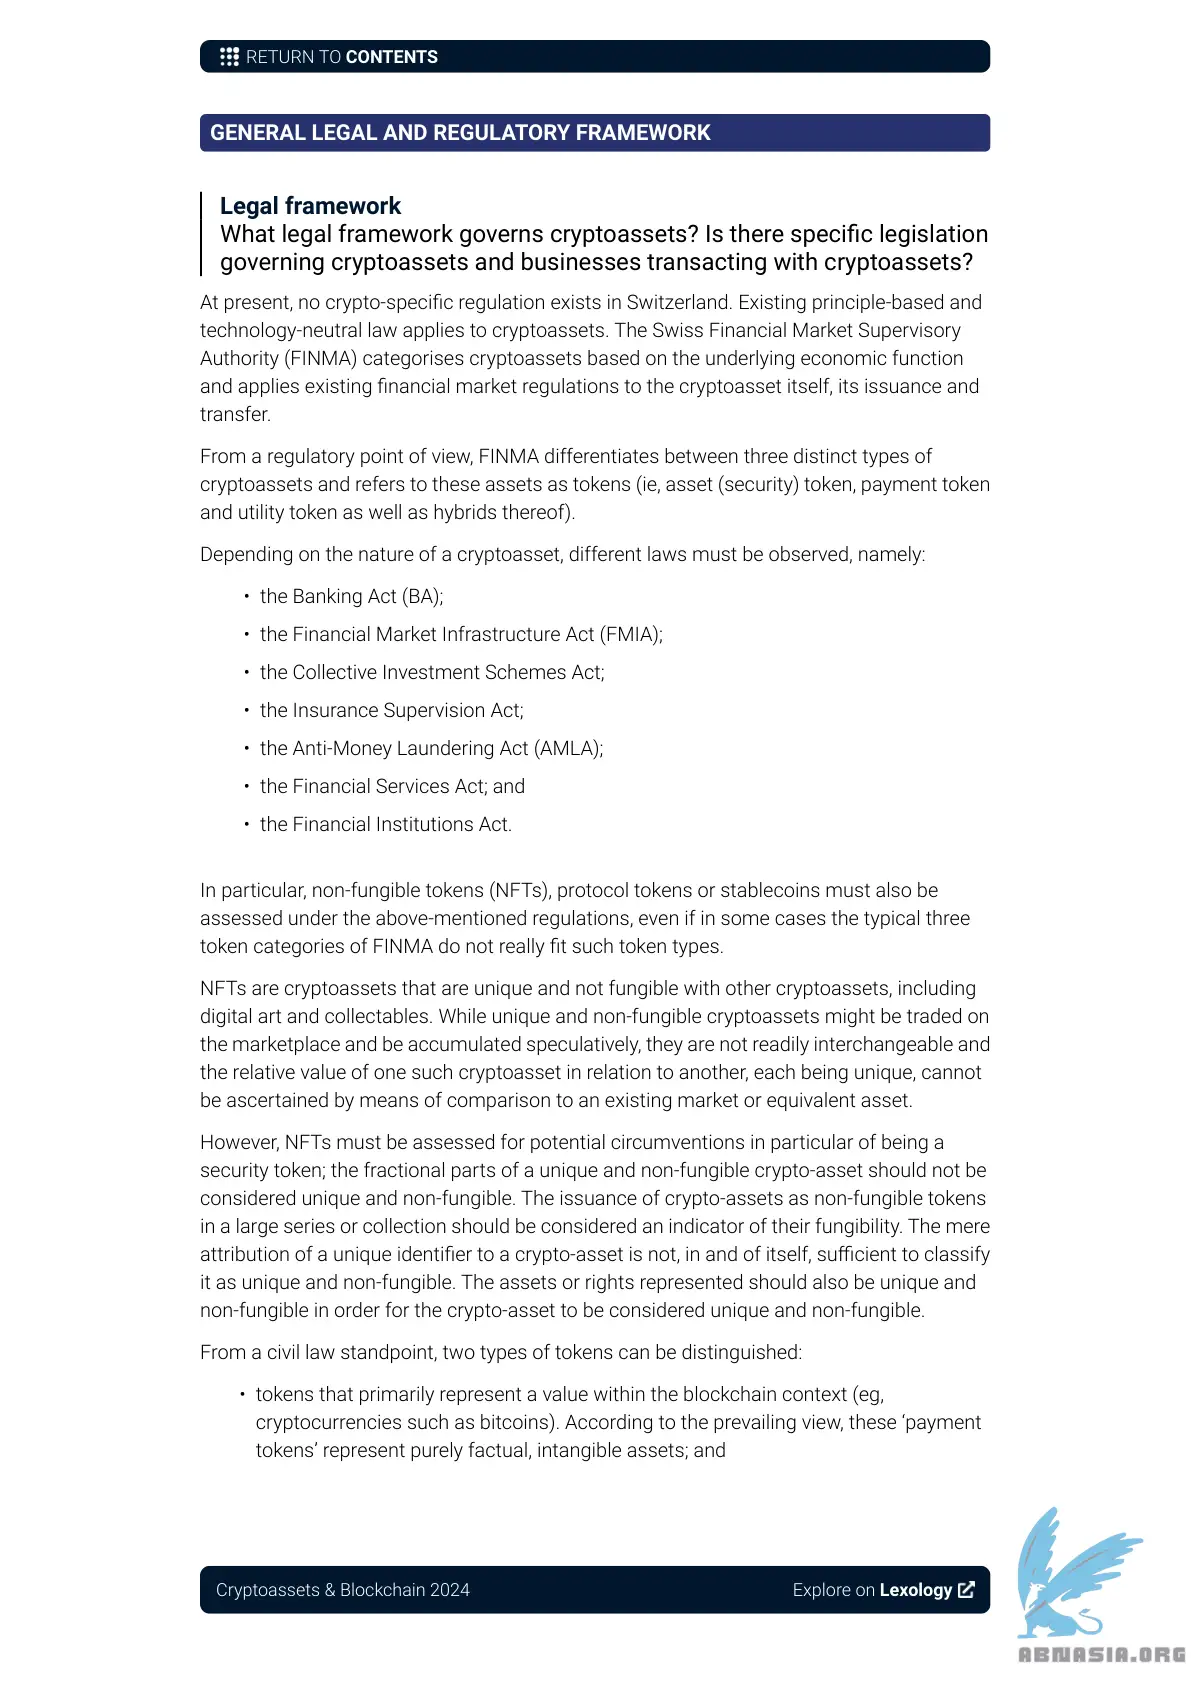 RETURN TO CONTENTS
GENERAL LEGAL AND REGULATORY FRAMEWORK
Legal framework
What legal framework governs cryptoassets? Is there specific legislation
governing cryptoassets and businesses transacting with cryptoassets?
At present, no crypto-specific regulation exists in Switzerland. Existing principle-based and
technology-neutral law applies to cryptoassets. The Swiss Financial Market Supervisory
Authority (FINMA) categorises cryptoassets based on the underlying economic function
and applies existing financial market regulations to the cryptoasset itself, its issuance and
transfer.
From a regulatory point of view, FINMA differentiates between three distinct types of
cryptoassets and refers to these assets as tokens (ie, asset (security) token, payment token
and utility token as well as hybrids thereof).
Depending on the nature of a cryptoasset, different laws must be observed, namely:
• the Banking Act (BA);
• the Financial Market Infrastructure Act (FMIA);
• the Collective Investment Schemes Act;
• the Insurance Supervision Act;
• the Anti-Money Laundering Act (AMLA);
• the Financial Services Act; and
• the Financial Institutions Act.
In particular, non-fungible tokens (NFTs), protocol tokens or stablecoins must also be
assessed under the above-mentioned regulations, even if in some cases the typical three
token categories of FINMA do not really fit such token types.
NFTs are cryptoassets that are unique and not fungible with other cryptoassets, including
digital art and collectables. While unique and non-fungible cryptoassets might be traded on
the marketplace and be accumulated speculatively, they are not readily interchangeable and
the relative value of one such cryptoasset in relation to another, each being unique, cannot
be ascertained by means of comparison to an existing market or equivalent asset.
However, NFTs must be assessed for potential circumventions in particular of being a
security token; the fractional parts of a unique and non-fungible crypto-asset should not be
considered unique and non-fungible. The issuance of crypto-assets as non-fungible tokens
in a large series or collection should be considered an indicator of their fungibility. The mere
attribution of a unique identifier to a crypto-asset is not, in and of itself, sufficient to classify
it as unique and non-fungible. The assets or rights represented should also be unique and
non-fungible in order for the crypto-asset to be considered unique and non-fungible.
From a civil law standpoint, two types of tokens can be distinguished:
• tokens that primarily represent a value within the blockchain context (eg,
cryptocurrencies such as bitcoins). According to the prevailing view, these ‘payment
tokens’ represent purely factual, intangible assets; and
Cryptoassets & Blockchain 2024
Explore on Lexology
ABNASIA.ORG